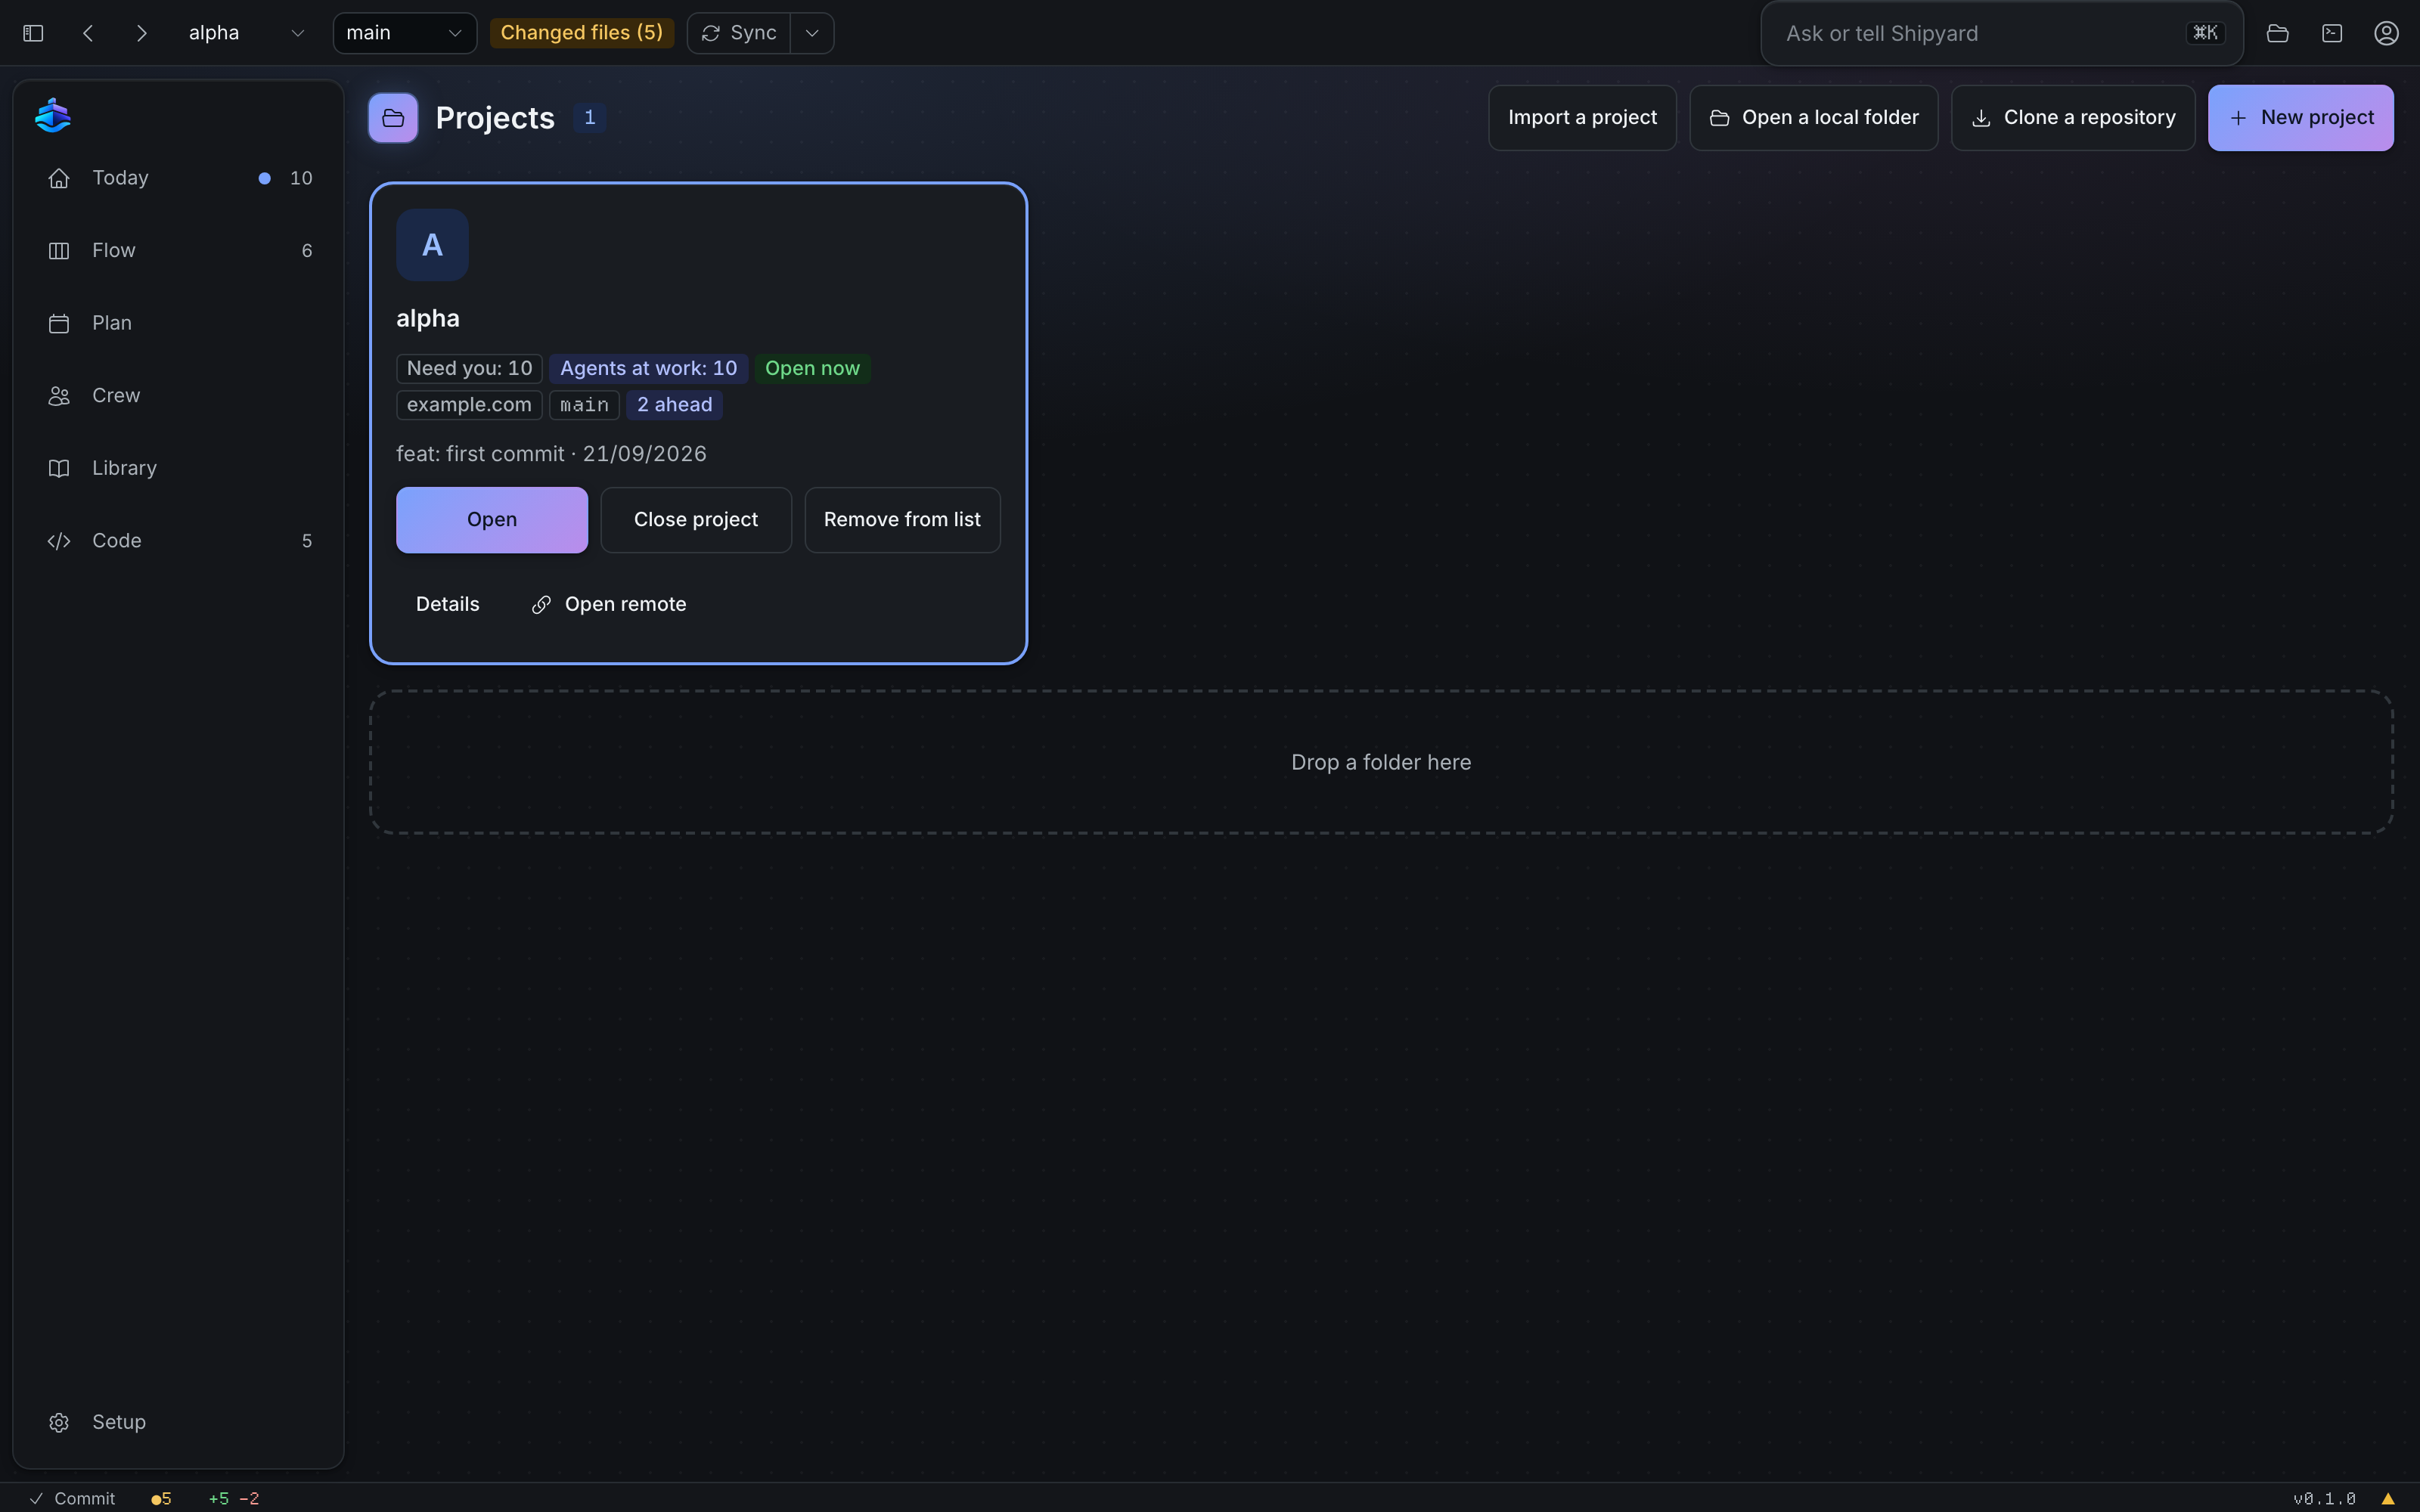 alpha main Changed files (5) Sync Ask or tell Shipyard ⌘K
Projects 1 Import a project Open a local folder Clone a repository New project
Today 10
Flow 6
Plan
Crew
Library
Code 5
Setup
A
alpha
Need you: 10 Agents at work: 10 Open now
example.com main 2 ahead
feat: first commit · 21/09/2026
Open Close project Remove from list
Details Open remote
Drop a folder here
Commit 5 +5 -2 v0.1.0